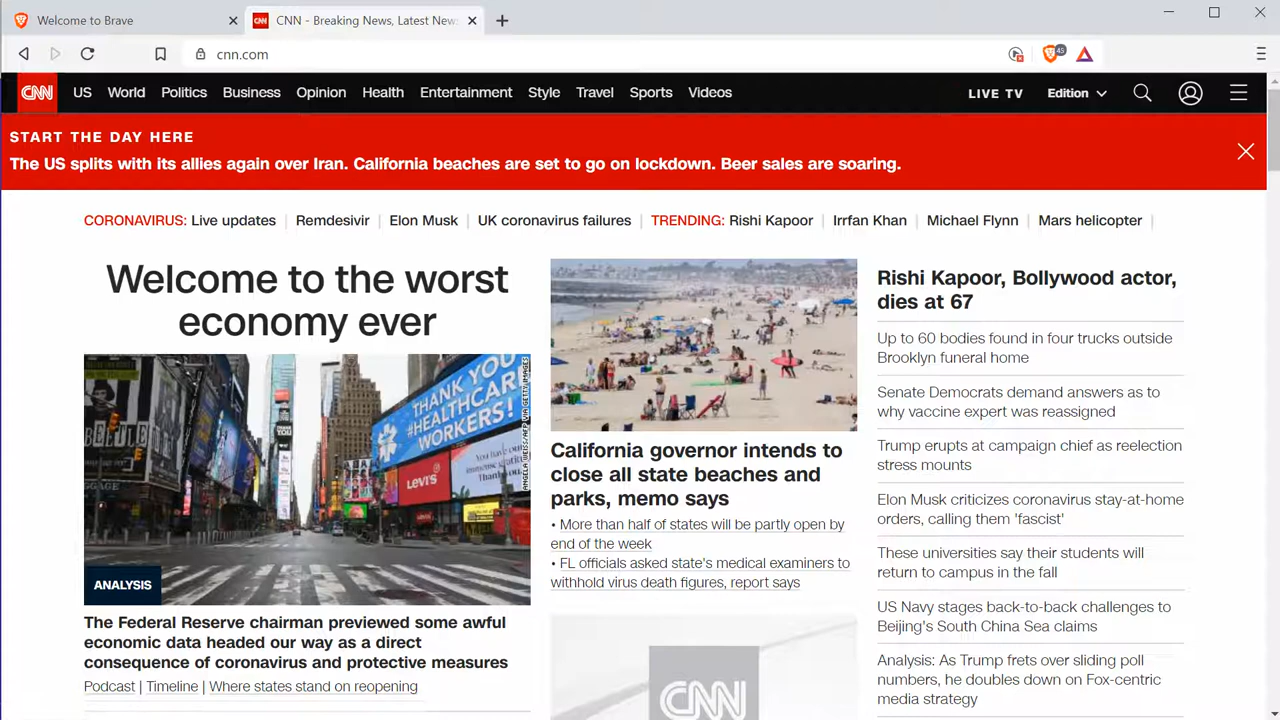 Welcome to Brave
CNN - Breaking News, Latest New
cnn.com
45
CNN US World Politics Business Opinion Health Entertainment Style Travel Sports Videos LIVE TV Edition
START THE DAY HERE
The US splits with its allies again over Iran. California beaches are set to go on lockdown. Beer sales are soaring.
CORONAVIRUS: Live updates Remdesivir Elon Musk UK coronavirus failures TRENDING: Rishi Kapoor Irrfan Khan Michael Flynn Mars helicopter
Welcome to the worst
economy ever
THANK YOU
#HEALTHCARE
WORKERS!
LEVI'S
ANGELA WEISS/AFP VIA GETTY IMAGES
ANALYSIS
The Federal Reserve chairman previewed some awful
economic data headed our way as a direct
consequence of coronavirus and protective measures
Podcast | Timeline | Where states stand on reopening
California governor intends to
close all state beaches and
parks, memo says
• More than half of states will be partly open by
end of the week
• FL officials asked state's medical examiners to
withhold virus death figures, report says
CNN
Rishi Kapoor, Bollywood actor,
dies at 67
Up to 60 bodies found in four trucks outside
Brooklyn funeral home
Senate Democrats demand answers as to
why vaccine expert was reassigned
Trump erupts at campaign chief as reelection
stress mounts
Elon Musk criticizes coronavirus stay-at-home
orders, calling them 'fascist'
These universities say their students will
return to campus in the fall
US Navy stages back-to-back challenges to
Beijing's South China Sea claims
Analysis: As Trump frets over sliding poll
numbers, he doubles down on Fox-centric
media strategy